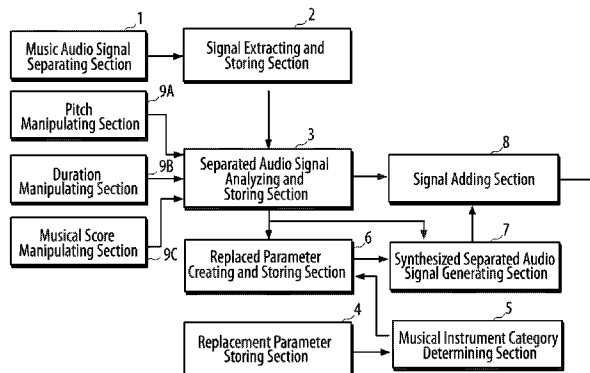 1
Music Audio Signal
Separating Section
2
Signal Extracting and
Storing Section
9A
Pitch
Manipulating Section
9B
Duration
Manipulating Section
Musical Score
Manipulating Section
9C
3
Separated Audio Signal
Analyzing and
Storing Section
8
Signal Adding Section
6
Replaced Parameter
Creating and Storing Section
7
Synthesized Separated Audio
Signal Generating Section
4
Replacement Parameter
Storing Section
5
Musical Instrument Category
Determining Section